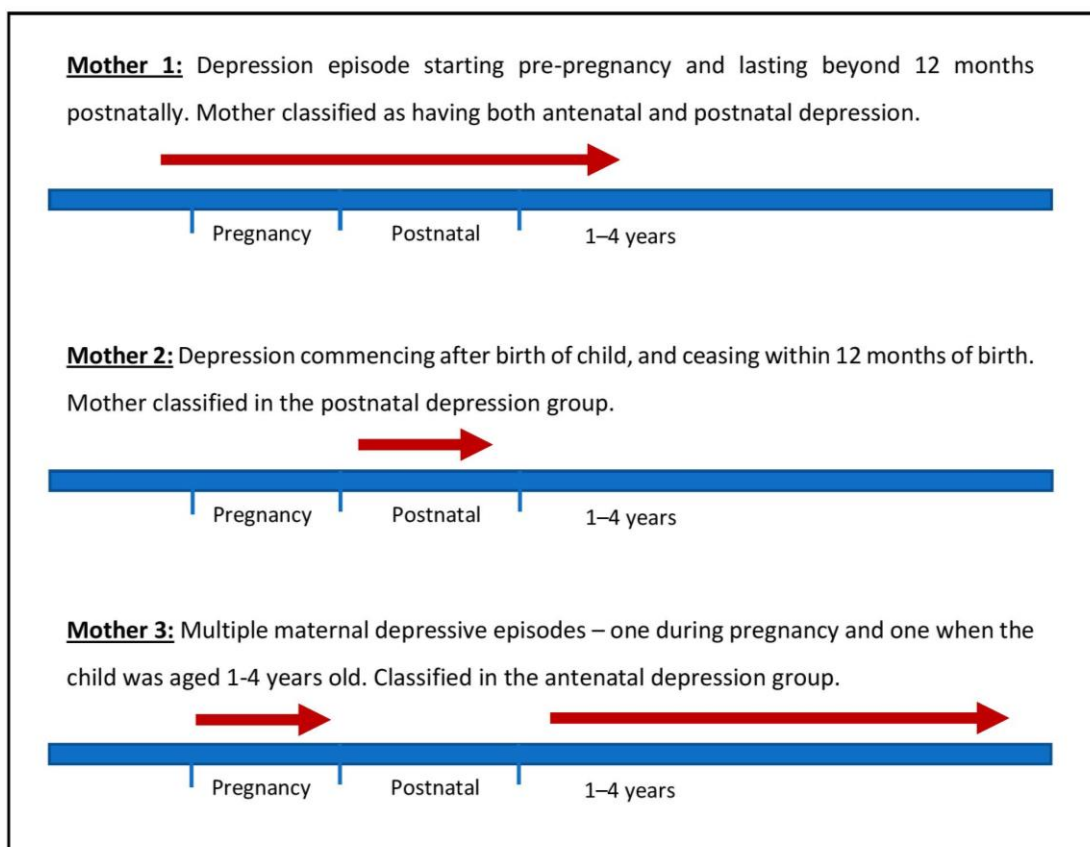 Mother 1: Depression episode starting pre-pregnancy and lasting beyond 12 months
postnatally. Mother classified as having both antenatal and postnatal depression.
Pregnancy Postnatal 1–4 years
Mother 2: Depression commencing after birth of child, and ceasing within 12 months of birth.
Mother classified in the postnatal depression group.
Pregnancy Postnatal 1–4 years
Mother 3: Multiple maternal depressive episodes – one during pregnancy and one when the
child was aged 1-4 years old. Classified in the antenatal depression group.
Pregnancy Postnatal 1–4 years